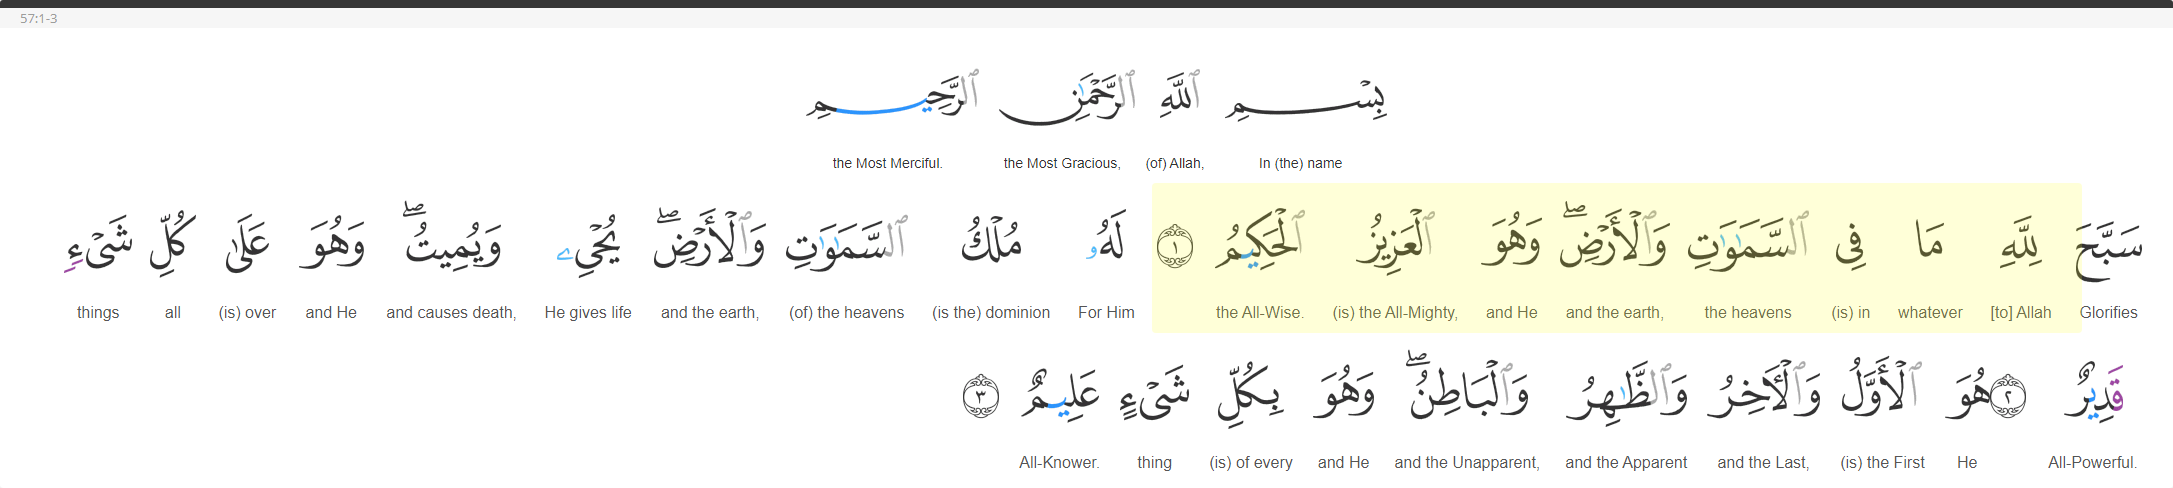 57:1-3
بِسْمِ ٱللَّهِ ٱلرَّحْمَٰنِ ٱلرَّحِيمِ
In (the) name (of) Allah, the Most Gracious, the Most Merciful.
سَبَّحَ لِلَّهِ مَا فِى ٱلسَّمَٰوَٰتِ وَٱلْأَرْضِ ۖ وَهُوَ ٱلْعَزِيزُ ٱلْحَكِيمُ ١ لَهُۥ مُلْكُ ٱلسَّمَٰوَٰتِ وَٱلْأَرْضِ ۖ يُحْىِۦ وَيُمِيتُ ۖ وَهُوَ عَلَىٰ كُلِّ شَىْءٍ
Glorifies [to] Allah whatever (is) in the heavens and the earth, and He (is) the All-Mighty, the All-Wise. For Him (is the) dominion (of) the heavens and the earth, He gives life and causes death, and He (is) over all things
قَدِيرٌ ٢ هُوَ ٱلْأَوَّلُ وَٱلْـَٔاخِرُ وَٱلظَّٰهِرُ وَٱلْبَاطِنُ ۖ وَهُوَ بِكُلِّ شَىْءٍ عَلِيمٌ ٣
All-Powerful. He (is) the First and the Last, and the Apparent and the Unapparent, and He (is) of every thing All-Knower.